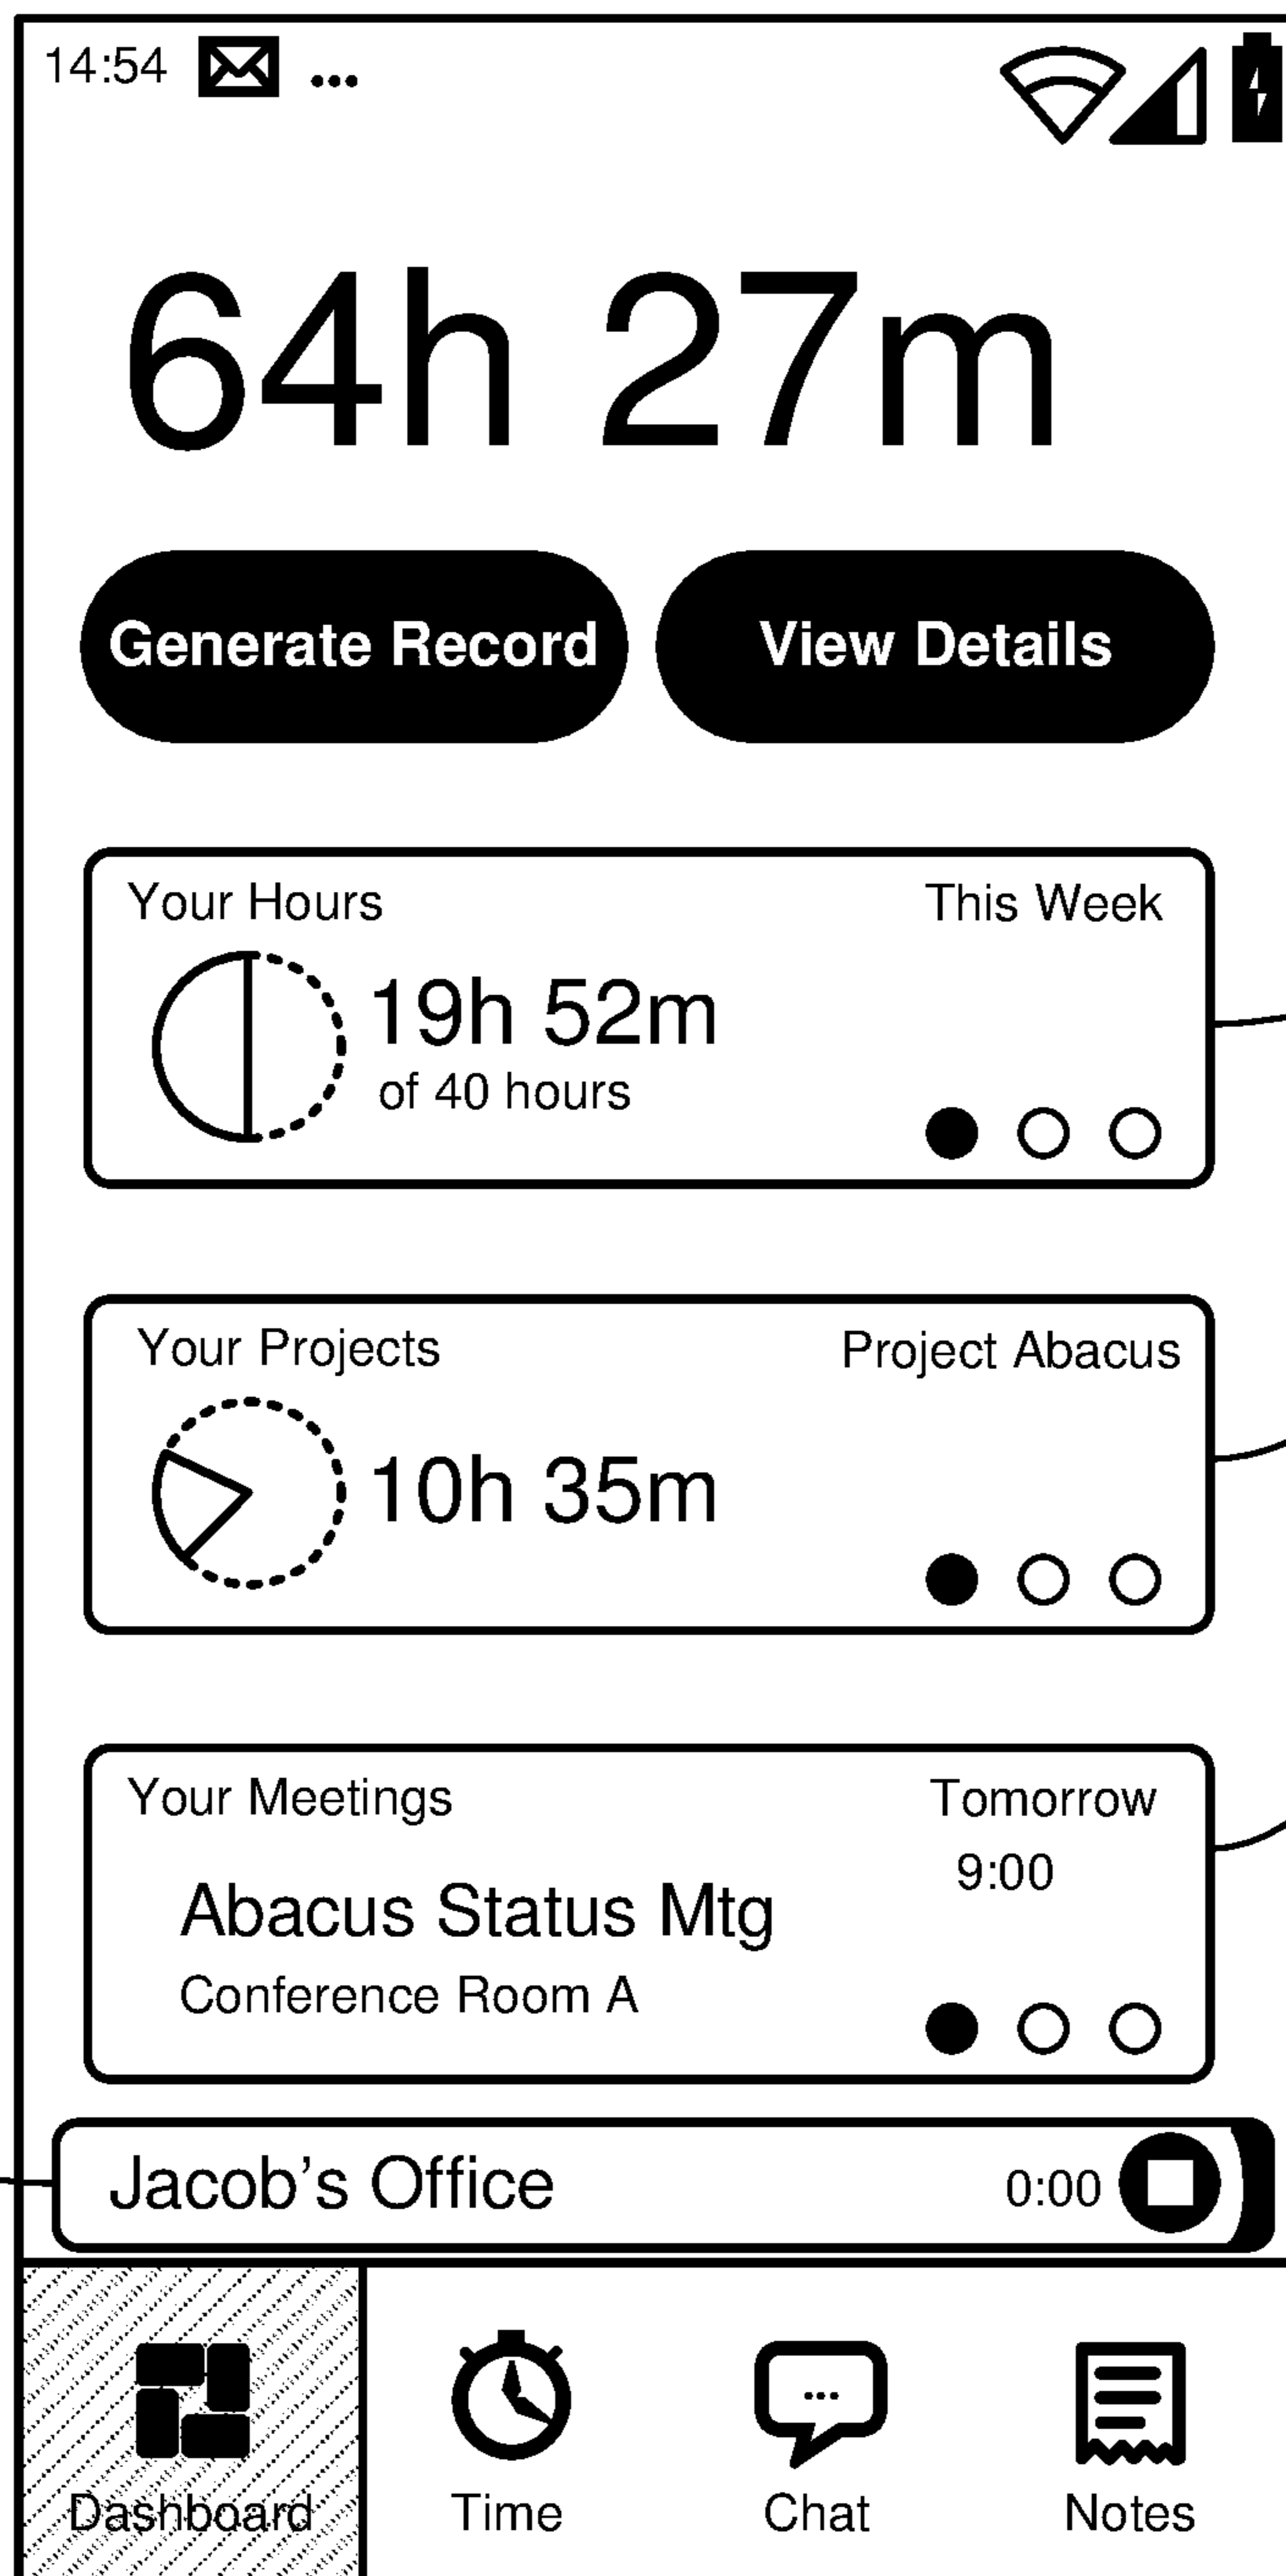 14:54
64h 27m
Generate Record View Details
Your Hours This Week
19h 52m
of 40 hours
Your Projects Project Abacus
10h 35m
Your Meetings Tomorrow
9:00
Abacus Status Mtg
Conference Room A
Jacob’s Office 0:00
Dashboard Time Chat Notes